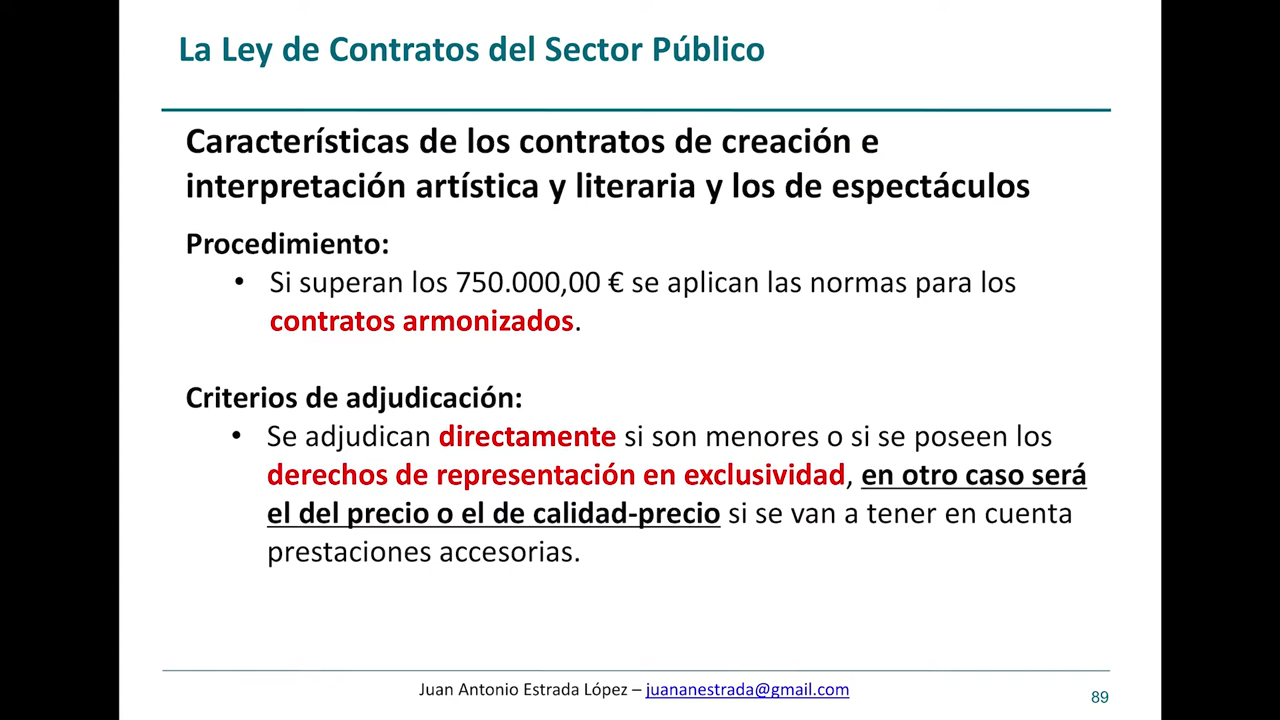 La Ley de Contratos del Sector Público
Características de los contratos de creación e
interpretación artística y literaria y los de espectáculos
Procedimiento:
• Si superan los 750.000,00 € se aplican las normas para los
contratos armonizados.
Criterios de adjudicación:
• Se adjudican directamente si son menores o si se poseen los
derechos de representación en exclusividad, en otro caso será
el del precio o el de calidad-precio si se van a tener en cuenta
prestaciones accesorias.
Juan Antonio Estrada López – juananestrada@gmail.com
89